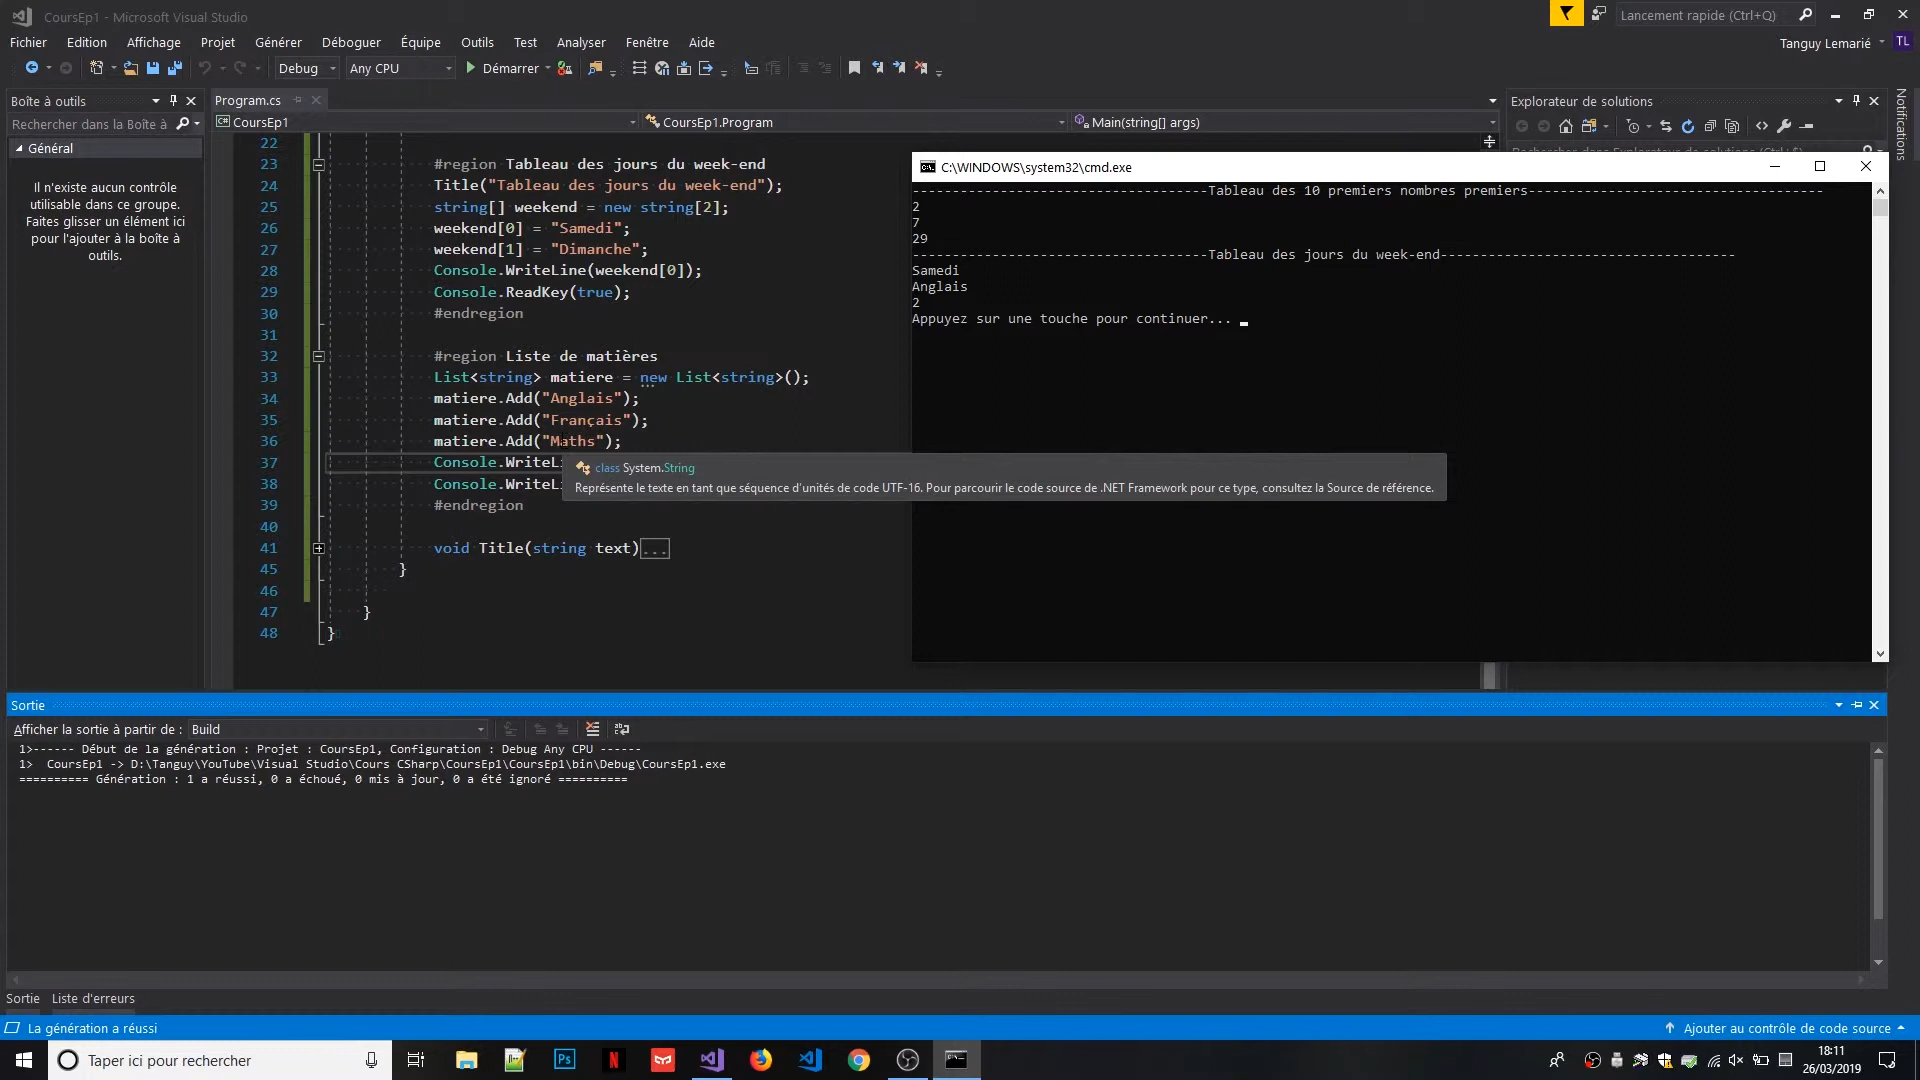 CoursEp1 - Microsoft Visual Studio
Lancement rapide (Ctrl+Q)
Fichier Edition Affichage Projet Générer Déboguer Équipe Outils Test Analyser Fenêtre Aide
Tanguy Lemarié TL
Debug Any CPU Démarrer
Boîte à outils
Rechercher dans la Boîte à
Général
Il n'existe aucun contrôle
utilisable dans ce groupe.
Faites glisser un élément ici
pour l'ajouter à la boîte à
outils.
Program.cs
CoursEp1 CoursEp1.Program Main(string[] args)
22
23 #region Tableau des jours du week-end
24 Title("Tableau des jours du week-end");
25 string[] weekend = new string[2];
26 weekend[0] = "Samedi";
27 weekend[1] = "Dimanche";
28 Console.WriteLine(weekend[0]);
29 Console.ReadKey(true);
30 #endregion
31
32 #region Liste de matières
33 List<string> matiere = new List<string>();
34 matiere.Add("Anglais");
35 matiere.Add("Français");
36 matiere.Add("Maths");
37 Console.WriteLi
38 Console.WriteLi
39 #endregion
40
41 void Title(string text)...
45 }
46
47 }
48 }
class System.String
Représente le texte en tant que séquence d'unités de code UTF-16. Pour parcourir le code source de .NET Framework pour ce type, consultez la Source de référence.
Explorateur de solutions
Notifications
C:\WINDOWS\system32\cmd.exe
-------------------------------------Tableau des 10 premiers nombres premiers-------------------------------------
2
7
29
-------------------------------------Tableau des jours du week-end-------------------------------------
Samedi
Anglais
2
Appuyez sur une touche pour continuer...
Sortie
Afficher la sortie à partir de : Build
1>------ Début de la génération : Projet : CoursEp1, Configuration : Debug Any CPU ------
1> CoursEp1 -> D:\Tanguy\YouTube\Visual Studio\Cours CSharp\CoursEp1\CoursEp1\bin\Debug\CoursEp1.exe
========== Génération : 1 a réussi, 0 a échoué, 0 mis à jour, 0 a été ignoré ==========
Sortie Liste d'erreurs
La génération a réussi
Ajouter au contrôle de code source
Taper ici pour rechercher
18:11
26/03/2019